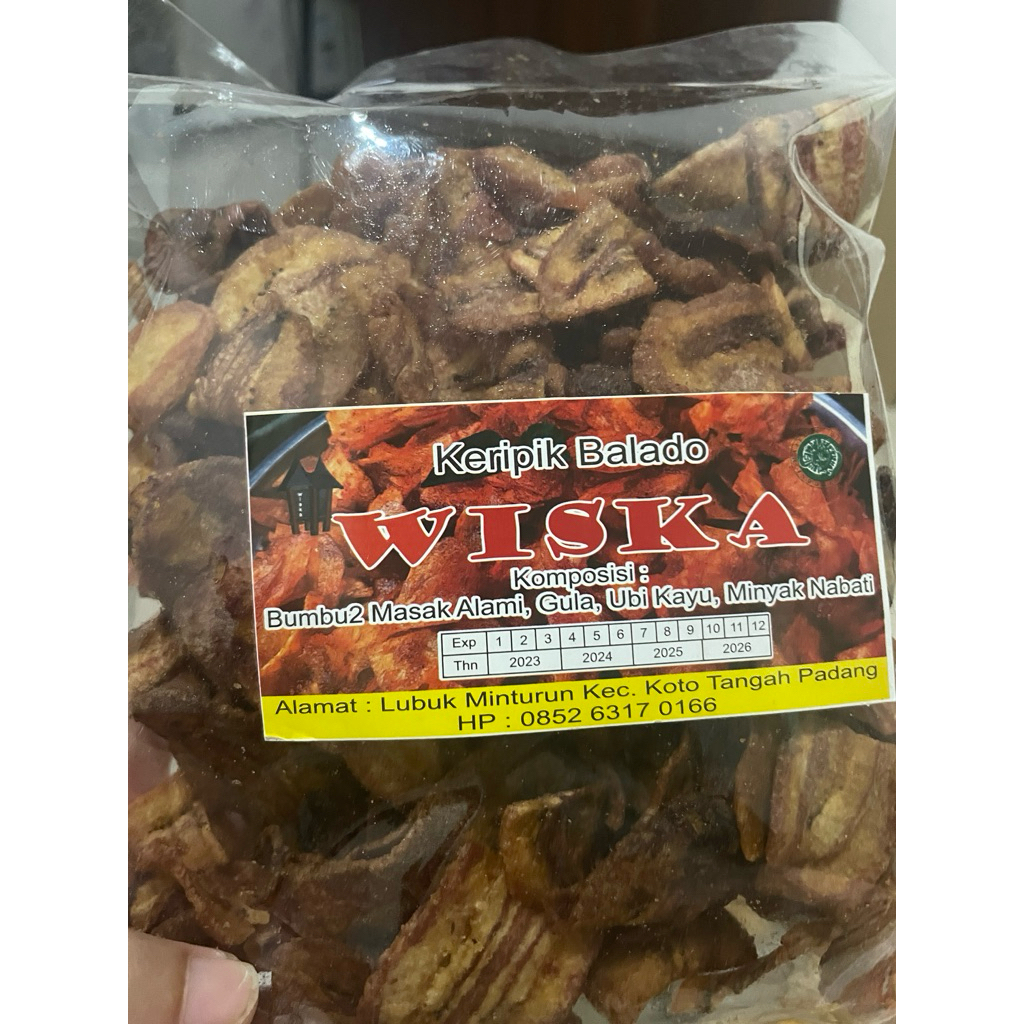 Keripik Balado
WISKA
Komposisi :
Bumbu2 Masak Alami, Gula, Ubi Kayu, Minyak Nabati
Exp 1 2 3 4 5 6 7 8 9 10 11 12
Thn 2023 2024 2025 2026
Alamat : Lubuk Minturun Kec. Koto Tangah Padang
HP : 0852 6317 0166